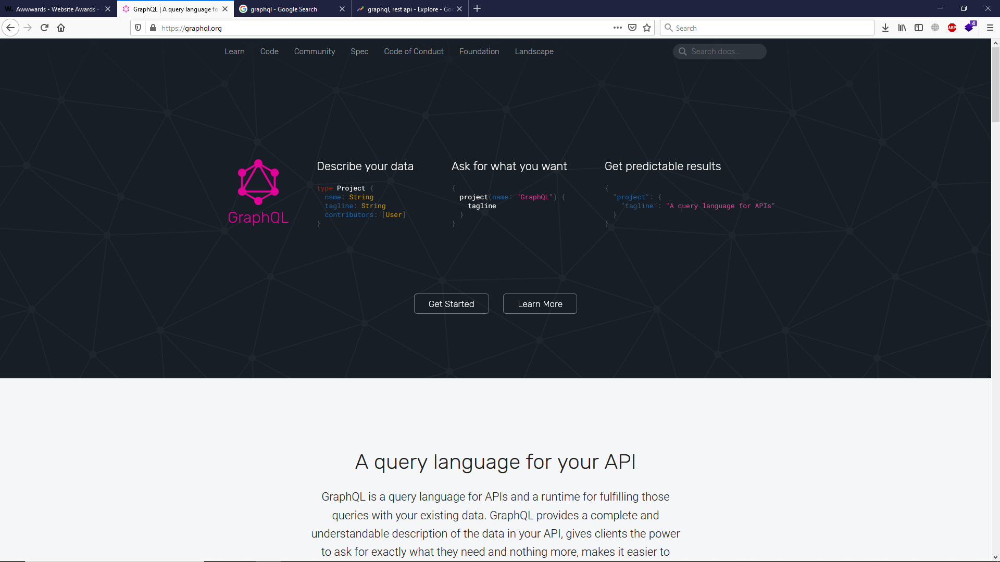 W. Awwwards - Website Awards -
GraphQL | A query language fo
graphql - Google Search
graphql, rest api - Explore - Go
https://graphql.org
Search
ABP
4
Learn Code Community Spec Code of Conduct Foundation Landscape
Search docs...
GraphQL
Describe your data
type Project {
name: String
tagline: String
contributors: [User]
}
Ask for what you want
{
project(name: "GraphQL") {
tagline
}
}
Get predictable results
{
"project": {
"tagline": "A query language for APIs"
}
}
Get Started Learn More
A query language for your API
GraphQL is a query language for APIs and a runtime for fulfilling those
queries with your existing data. GraphQL provides a complete and
understandable description of the data in your API, gives clients the power
to ask for exactly what they need and nothing more, makes it easier to